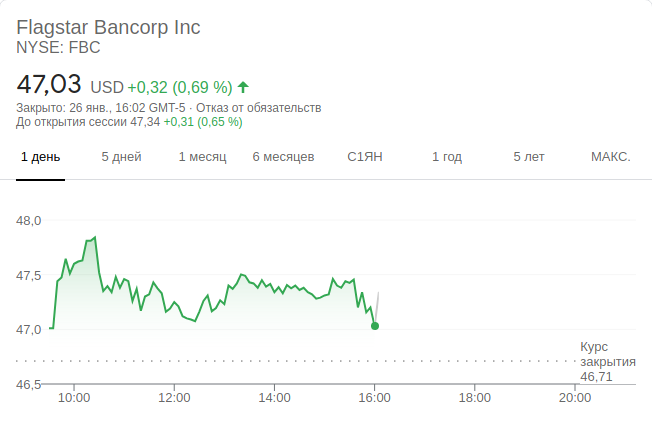 Flagstar Bancorp Inc
NYSE: FBC
47,03 USD +0,32 (0,69 %)
Закрыто: 26 янв., 16:02 GMT-5 · Отказ от обязательств
До открытия сессии 47,34 +0,31 (0,65 %)
1 день 5 дней 1 месяц 6 месяцев С1ЯН 1 год 5 лет МАКС.
48,0
47,5
47,0
Курс
закрытия
46,71
46,5
10:00 12:00 14:00 16:00 18:00 20:00